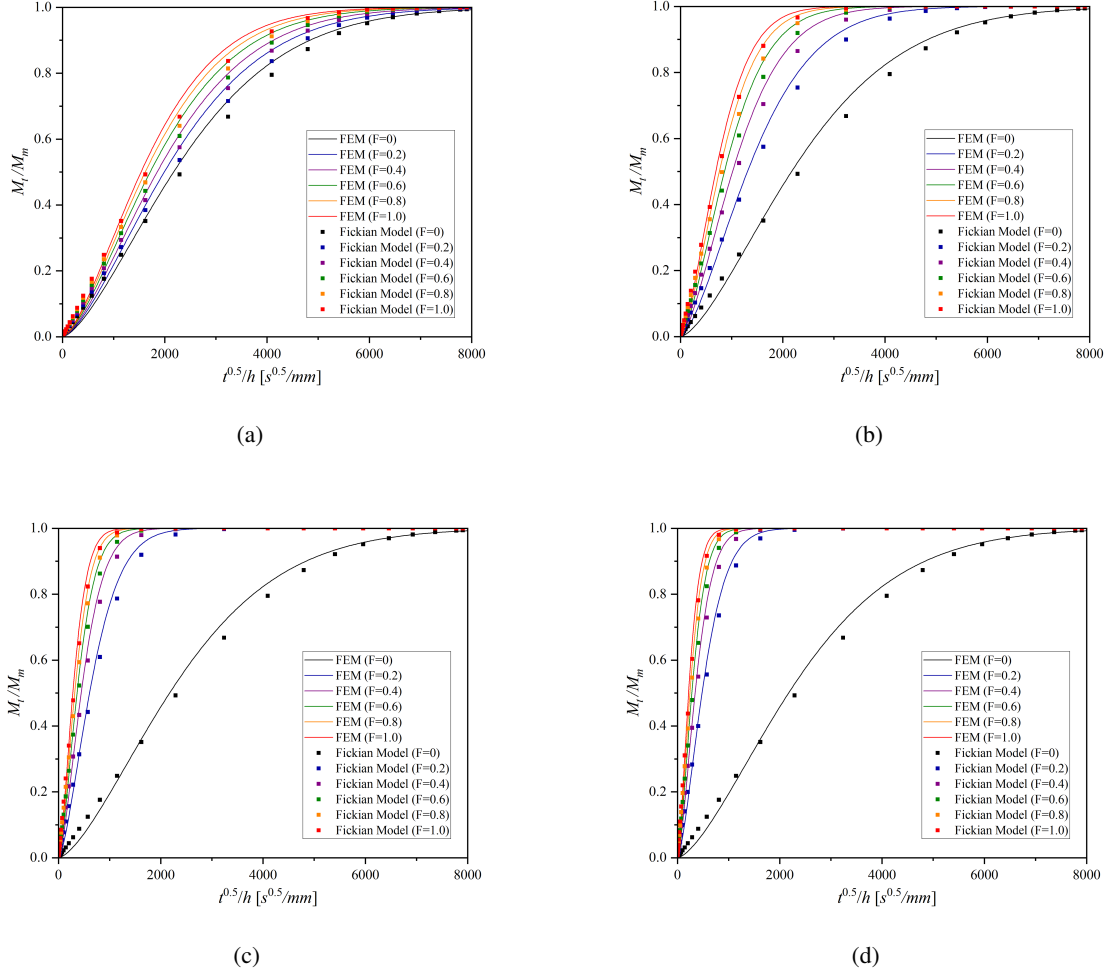 1.0
0.8
0.6
0.4
0.2
0.0
M_t/M_m
FEM (F=0)
FEM (F=0.2)
FEM (F=0.4)
FEM (F=0.6)
FEM (F=0.8)
FEM (F=1.0)
Fickian Model (F=0)
Fickian Model (F=0.2)
Fickian Model (F=0.4)
Fickian Model (F=0.6)
Fickian Model (F=0.8)
Fickian Model (F=1.0)
0 2000 4000 6000 8000
t^0.5/h [s^0.5/mm]
(a)
1.0
0.8
0.6
0.4
0.2
0.0
M_t/M_m
FEM (F=0)
FEM (F=0.2)
FEM (F=0.4)
FEM (F=0.6)
FEM (F=0.8)
FEM (F=1.0)
Fickian Model (F=0)
Fickian Model (F=0.2)
Fickian Model (F=0.4)
Fickian Model (F=0.6)
Fickian Model (F=0.8)
Fickian Model (F=1.0)
0 2000 4000 6000 8000
t^0.5/h [s^0.5/mm]
(b)
1.0
0.8
0.6
0.4
0.2
0.0
M_t/M_m
FEM (F=0)
FEM (F=0.2)
FEM (F=0.4)
FEM (F=0.6)
FEM (F=0.8)
FEM (F=1.0)
Fickian Model (F=0)
Fickian Model (F=0.2)
Fickian Model (F=0.4)
Fickian Model (F=0.6)
Fickian Model (F=0.8)
Fickian Model (F=1.0)
0 2000 4000 6000 8000
t^0.5/h [s^0.5/mm]
(c)
1.0
0.8
0.6
0.4
0.2
0.0
M_t/M_m
FEM (F=0)
FEM (F=0.2)
FEM (F=0.4)
FEM (F=0.6)
FEM (F=0.8)
FEM (F=1.0)
Fickian Model (F=0)
Fickian Model (F=0.2)
Fickian Model (F=0.4)
Fickian Model (F=0.6)
Fickian Model (F=0.8)
Fickian Model (F=1.0)
0 2000 4000 6000 8000
t^0.5/h [s^0.5/mm]
(d)